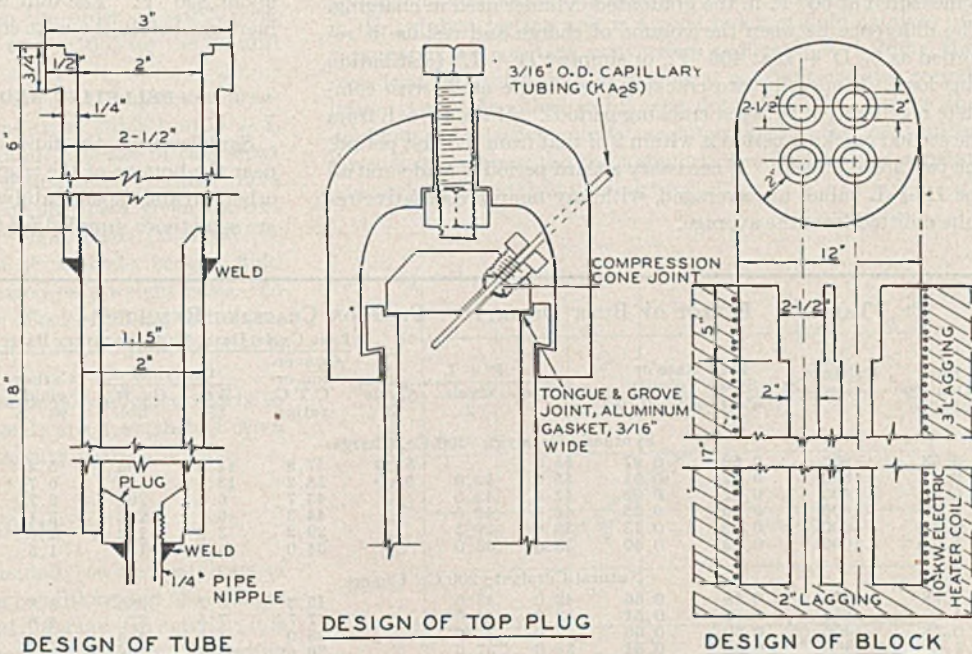 3"
3/4"
1/2"
2"
1/4"
2-1/2"
6"
WELD
1.15"
2"
18"
PLUG
WELD
1/4" PIPE
NIPPLE
DESIGN OF TUBE
3/16" O.D. CAPILLARY
TUBING (KA2S)
COMPRESSION
CONE JOINT
TONGUE & GROVE
JOINT, ALUMINUM
GASKET, 3/16"
WIDE
DESIGN OF TOP PLUG
2-1/2"
2"
2"
12"
2-1/2"
5"
2"
17"
3" LAGGING
10-KW. ELECTRIC
HEATER COIL
2" LAGGING
DESIGN OF BLOCK